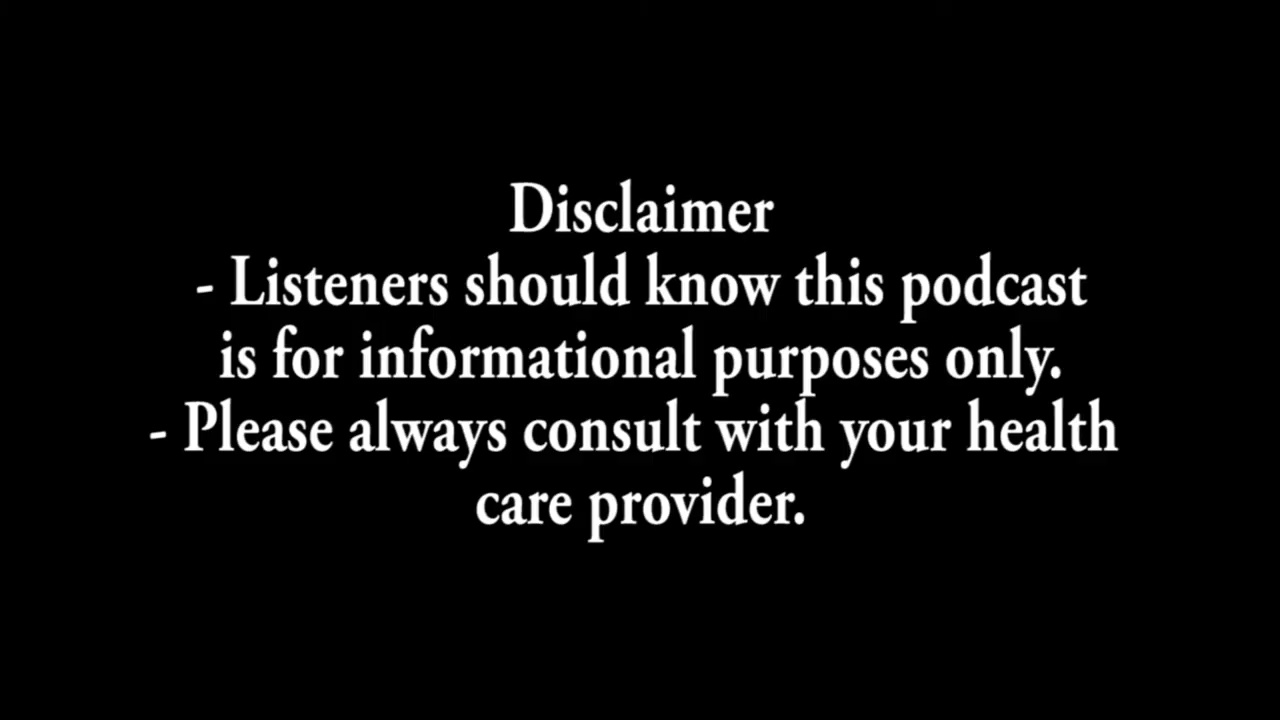 Disclaimer
- Listeners should know this podcast
is for informational purposes only.
- Please always consult with your health
care provider.